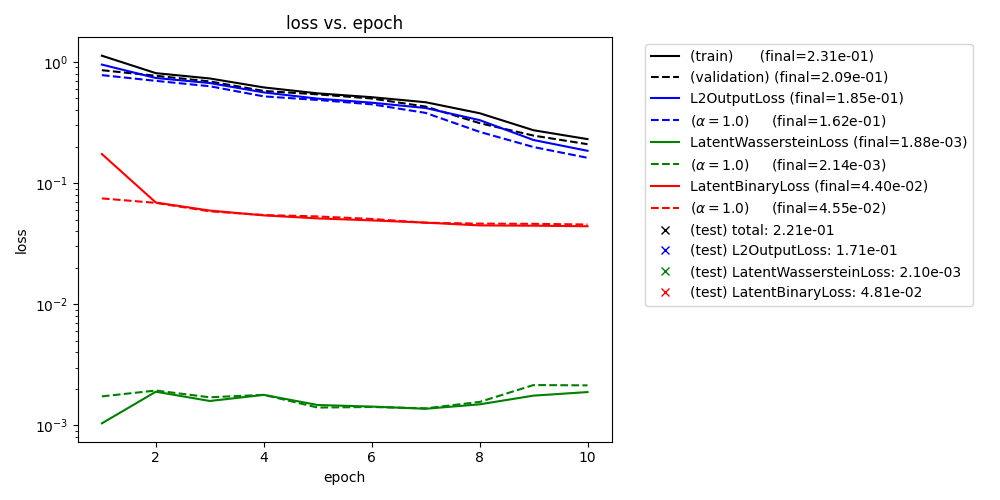 loss vs. epoch
10⁰
10⁻¹
10⁻²
10⁻³
loss
2
4
6
8
10
epoch
(train) (final=2.31e-01)
(validation) (final=2.09e-01)
L2OutputLoss (final=1.85e-01)
(α = 1.0) (final=1.62e-01)
LatentWassersteinLoss (final=1.88e-03)
(α = 1.0) (final=2.14e-03)
LatentBinaryLoss (final=4.40e-02)
(α = 1.0) (final=4.55e-02)
(test) total: 2.21e-01
(test) L2OutputLoss: 1.71e-01
(test) LatentWassersteinLoss: 2.10e-03
(test) LatentBinaryLoss: 4.81e-02